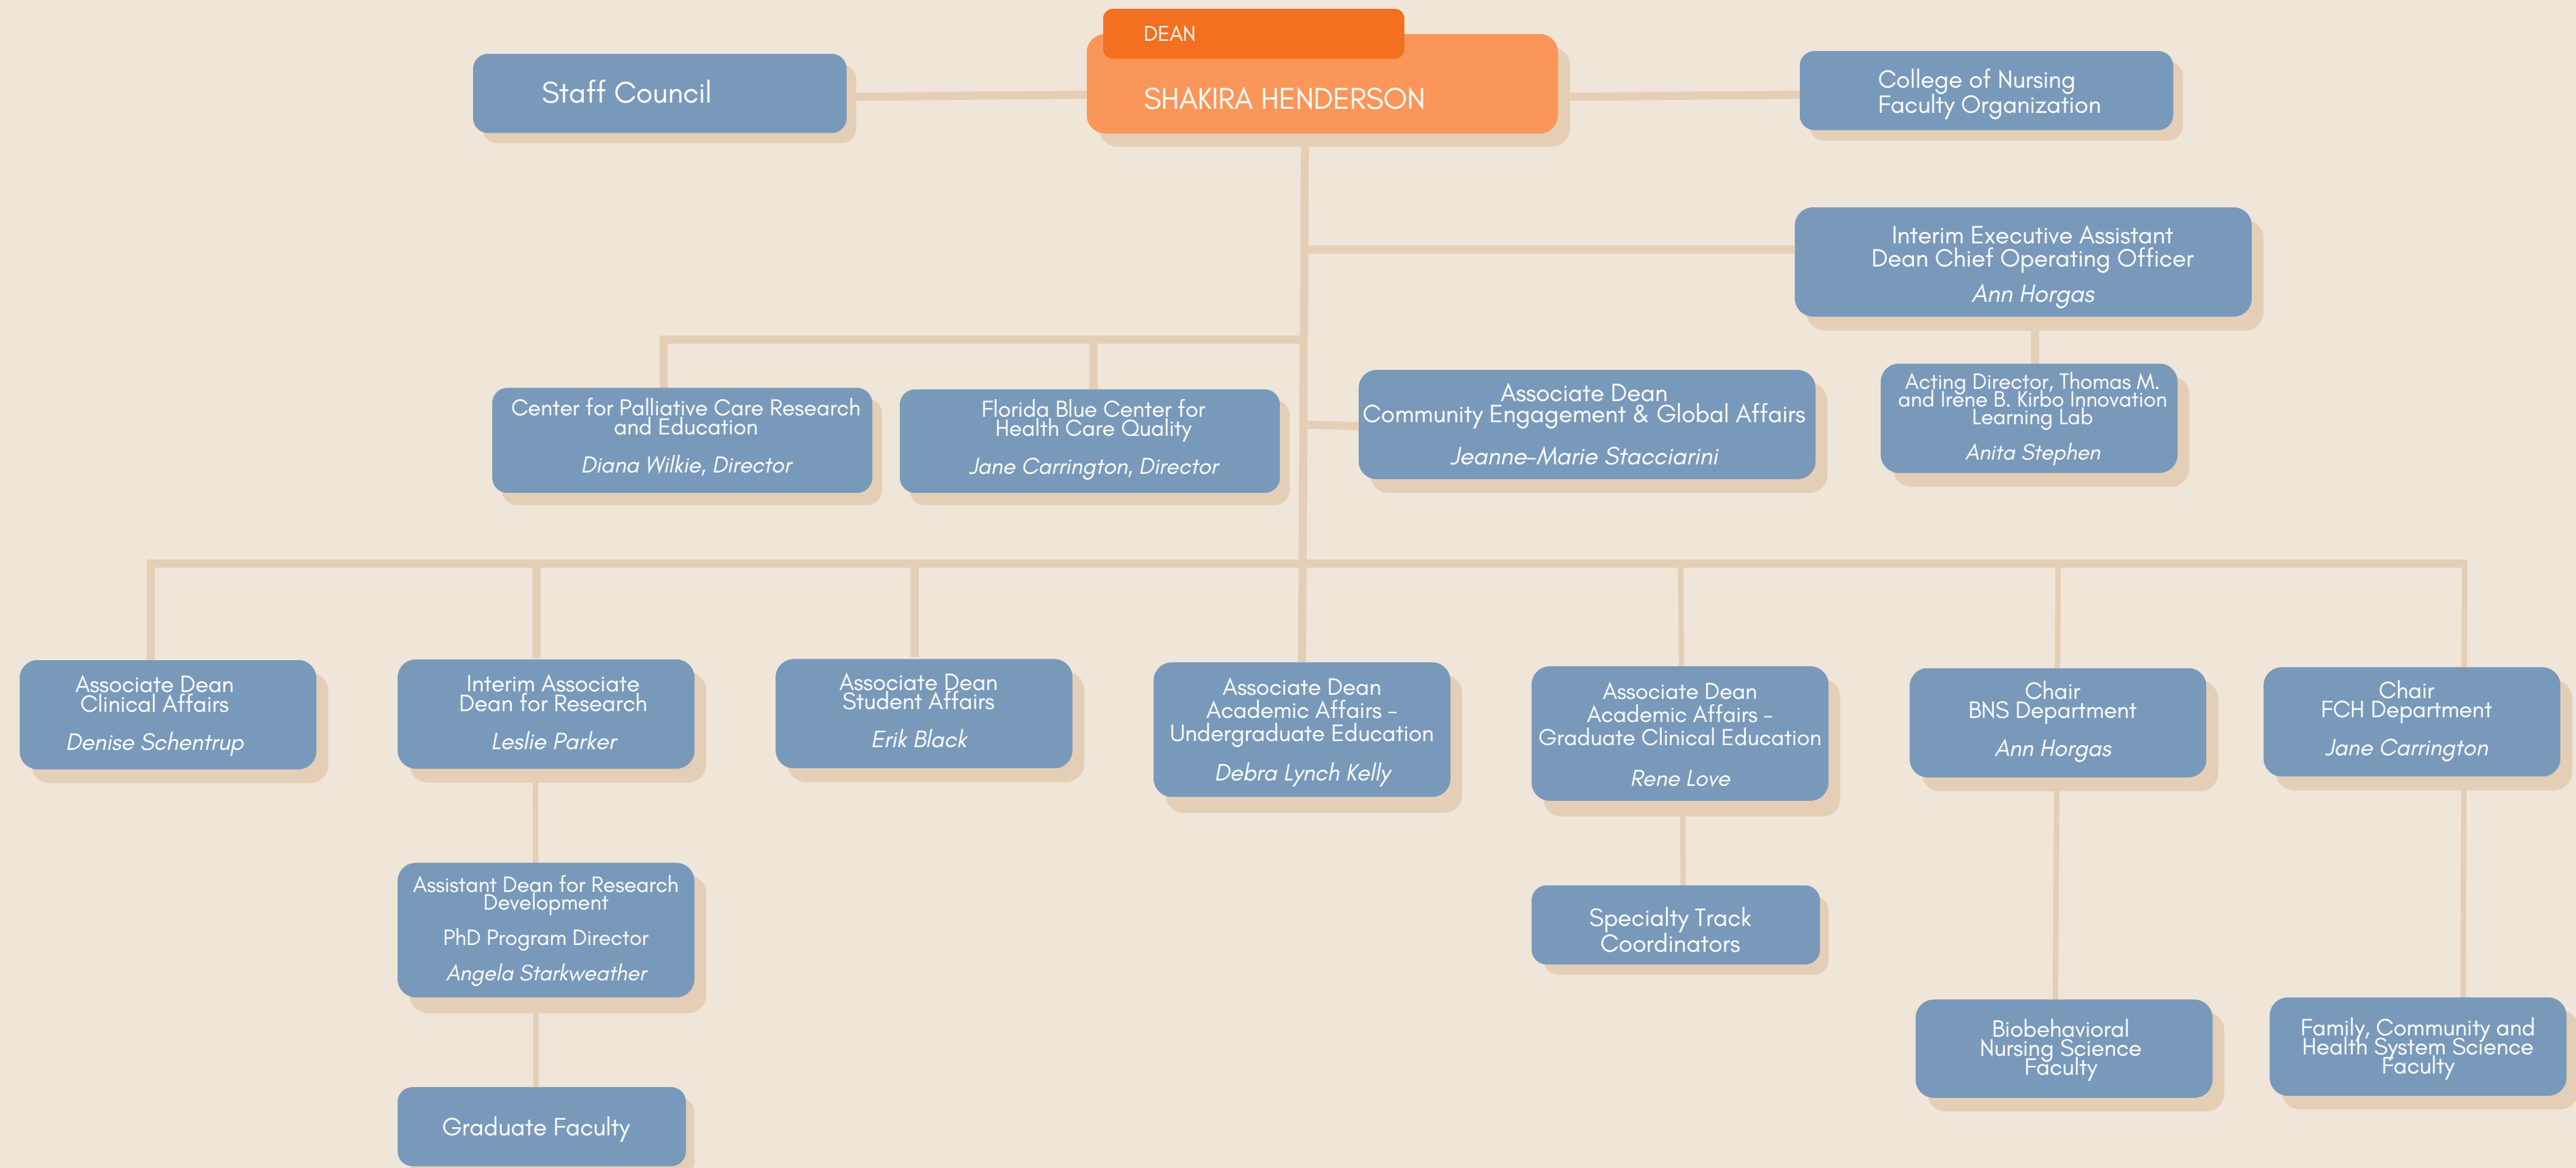 DEAN
SHAKIRA HENDERSON
Staff Council
College of Nursing
Faculty Organization
Interim Executive Assistant
Dean Chief Operating Officer
Ann Horgas
Center for Palliative Care Research
and Education
Diana Wilkie, Director
Florida Blue Center for
Health Care Quality
Jane Carrington, Director
Associate Dean
Community Engagement & Global Affairs
Jeanne-Marie Stacciarini
Acting Director, Thomas M.
and Irene B. Kirbo Innovation
Learning Lab
Anita Stephen
Associate Dean
Clinical Affairs
Denise Schentrup
Interim Associate
Dean for Research
Leslie Parker
Associate Dean
Student Affairs
Erik Black
Associate Dean
Academic Affairs -
Undergraduate Education
Debra Lynch Kelly
Associate Dean
Academic Affairs -
Graduate Clinical Education
Rene Love
Chair
BNS Department
Ann Horgas
Chair
FCH Department
Jane Carrington
Assistant Dean for Research
Development
PhD Program Director
Angela Starkweather
Specialty Track
Coordinators
Biobehavioral
Nursing Science
Faculty
Family, Community and
Health System Science
Faculty
Graduate Faculty